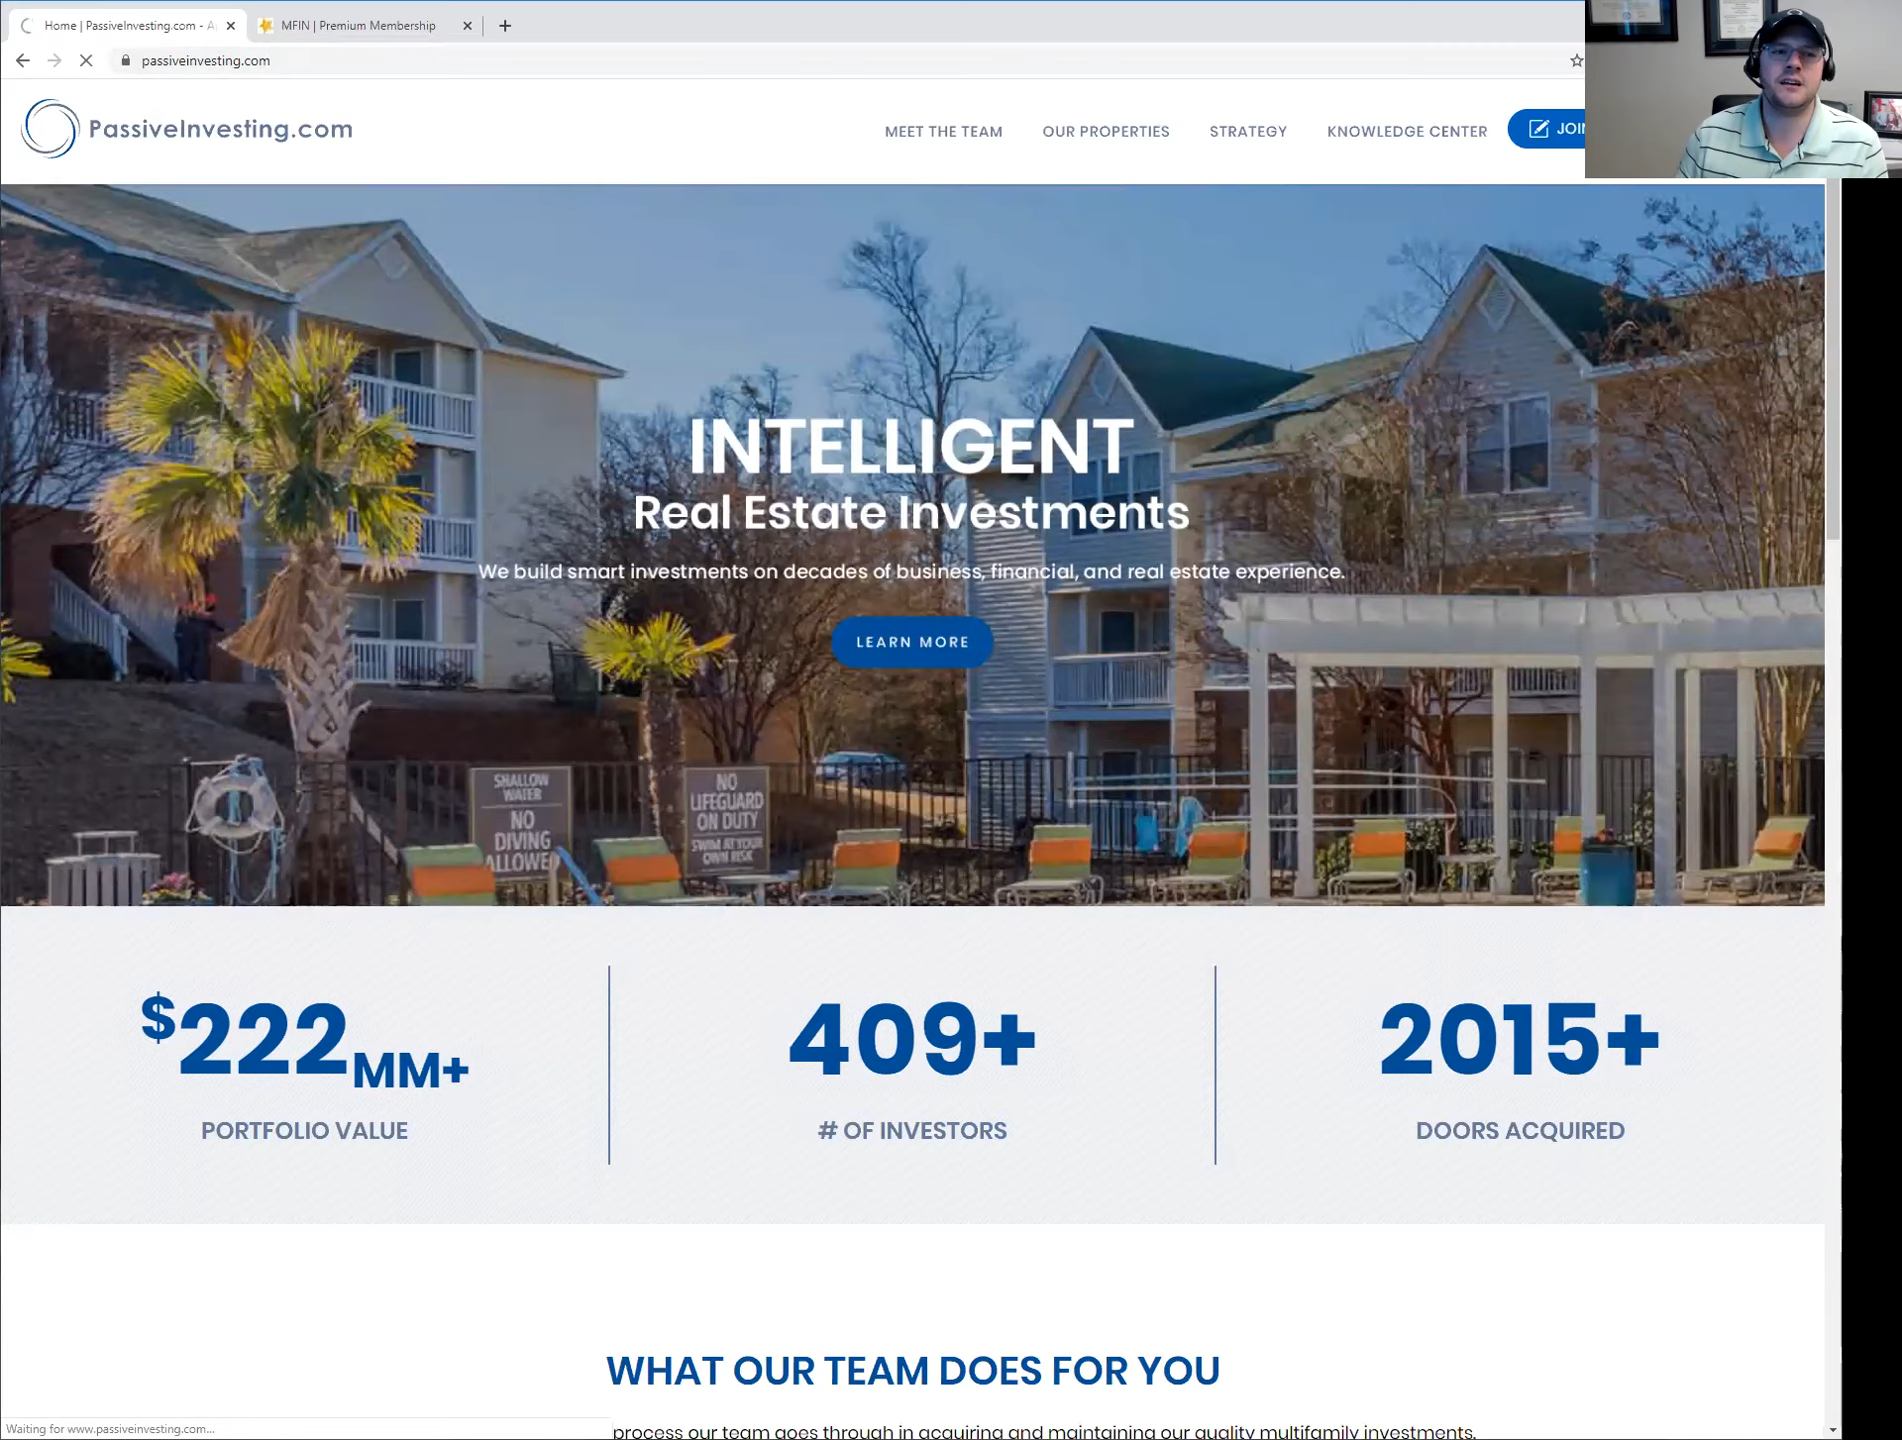 Home | PassiveInvesting.com - A
MFIN | Premium Membership
passiveinvesting.com
PassiveInvesting.com
MEET THE TEAM
OUR PROPERTIES
STRATEGY
KNOWLEDGE CENTER
JOIN
INTELLIGENT
Real Estate Investments
We build smart investments on decades of business, financial, and real estate experience.
LEARN MORE
SHALLOW
WATER
NO
DIVING
ALLOWED
NO
LIFEGUARD
ON DUTY
SWIM AT YOUR
OWN RISK
$222MM+
PORTFOLIO VALUE
409+
# OF INVESTORS
2015+
DOORS ACQUIRED
WHAT OUR TEAM DOES FOR YOU
process our team goes through in acquiring and maintaining our quality multifamily investments.
Waiting for www.passiveinvesting.com...